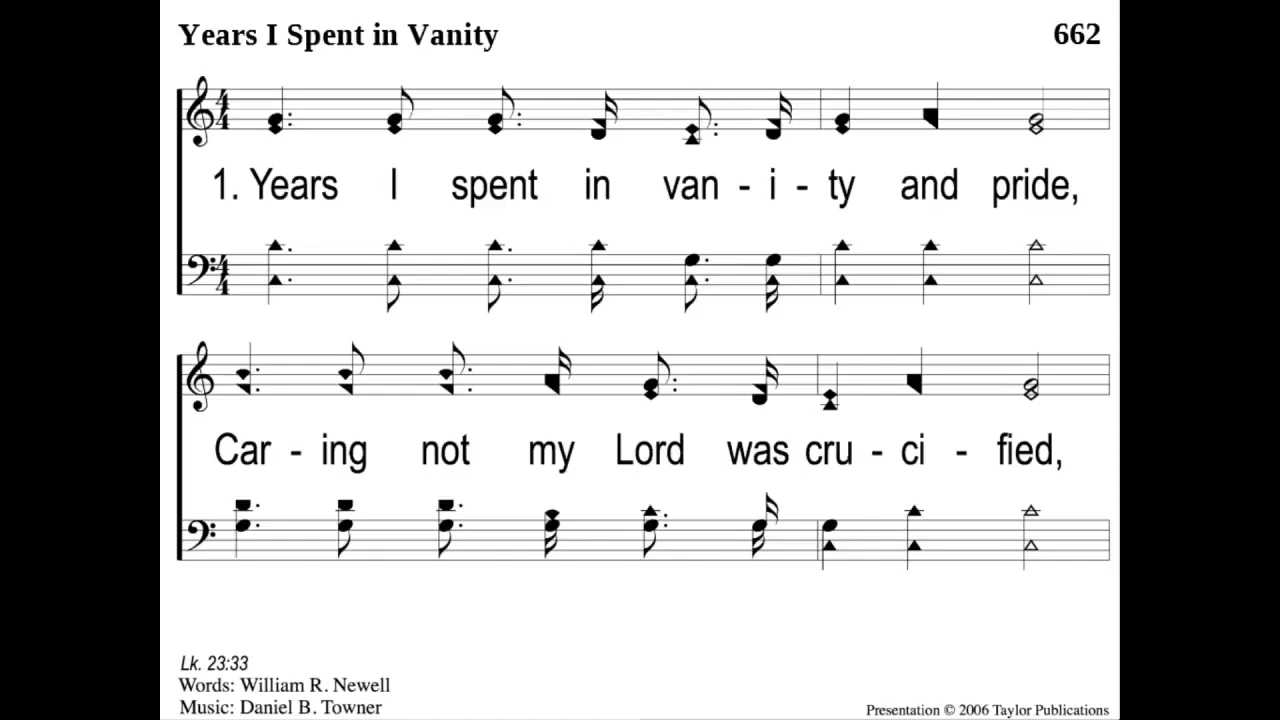 Years I Spent in Vanity 662
1. Years I spent in van - i - ty and pride,
Car - ing not my Lord was cru - ci - fied,
Lk. 23:33
Words: William R. Newell
Music: Daniel B. Towner
Presentation © 2006 Taylor Publications